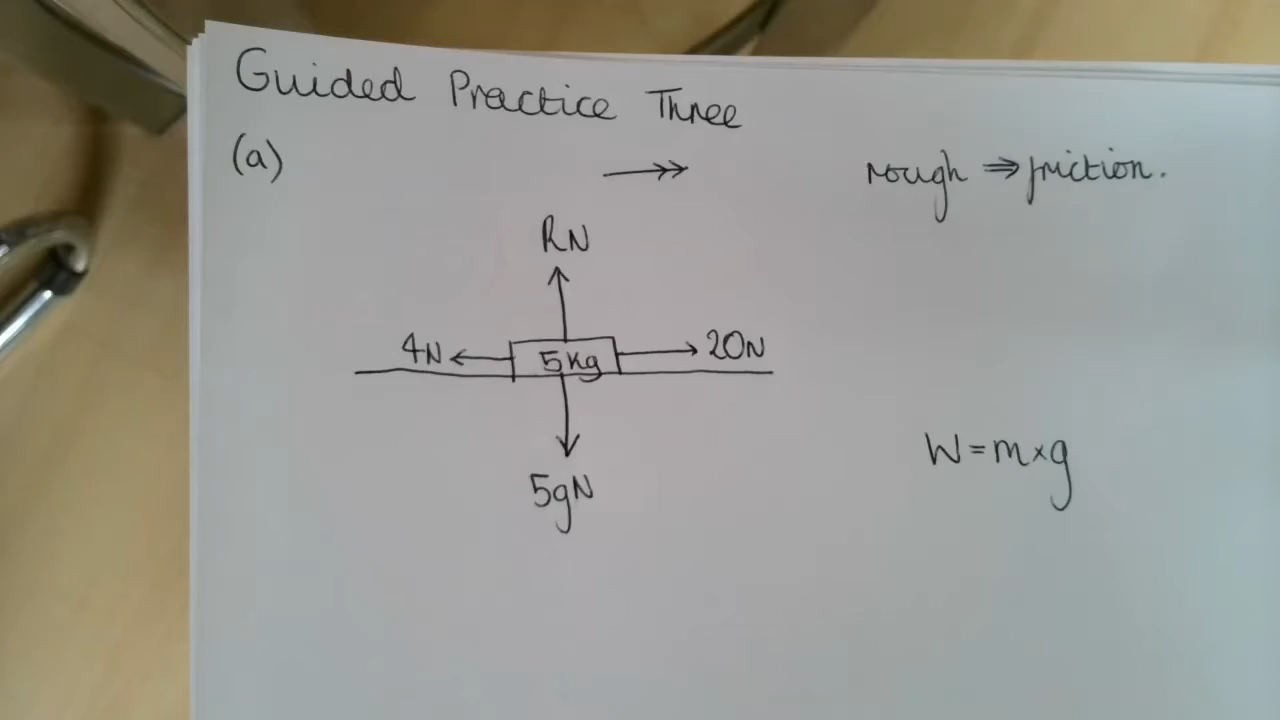 Guided Practice Three
(a)
rough ⇒ friction.
RN
4N
5kg
20N
5gN
W=m×g